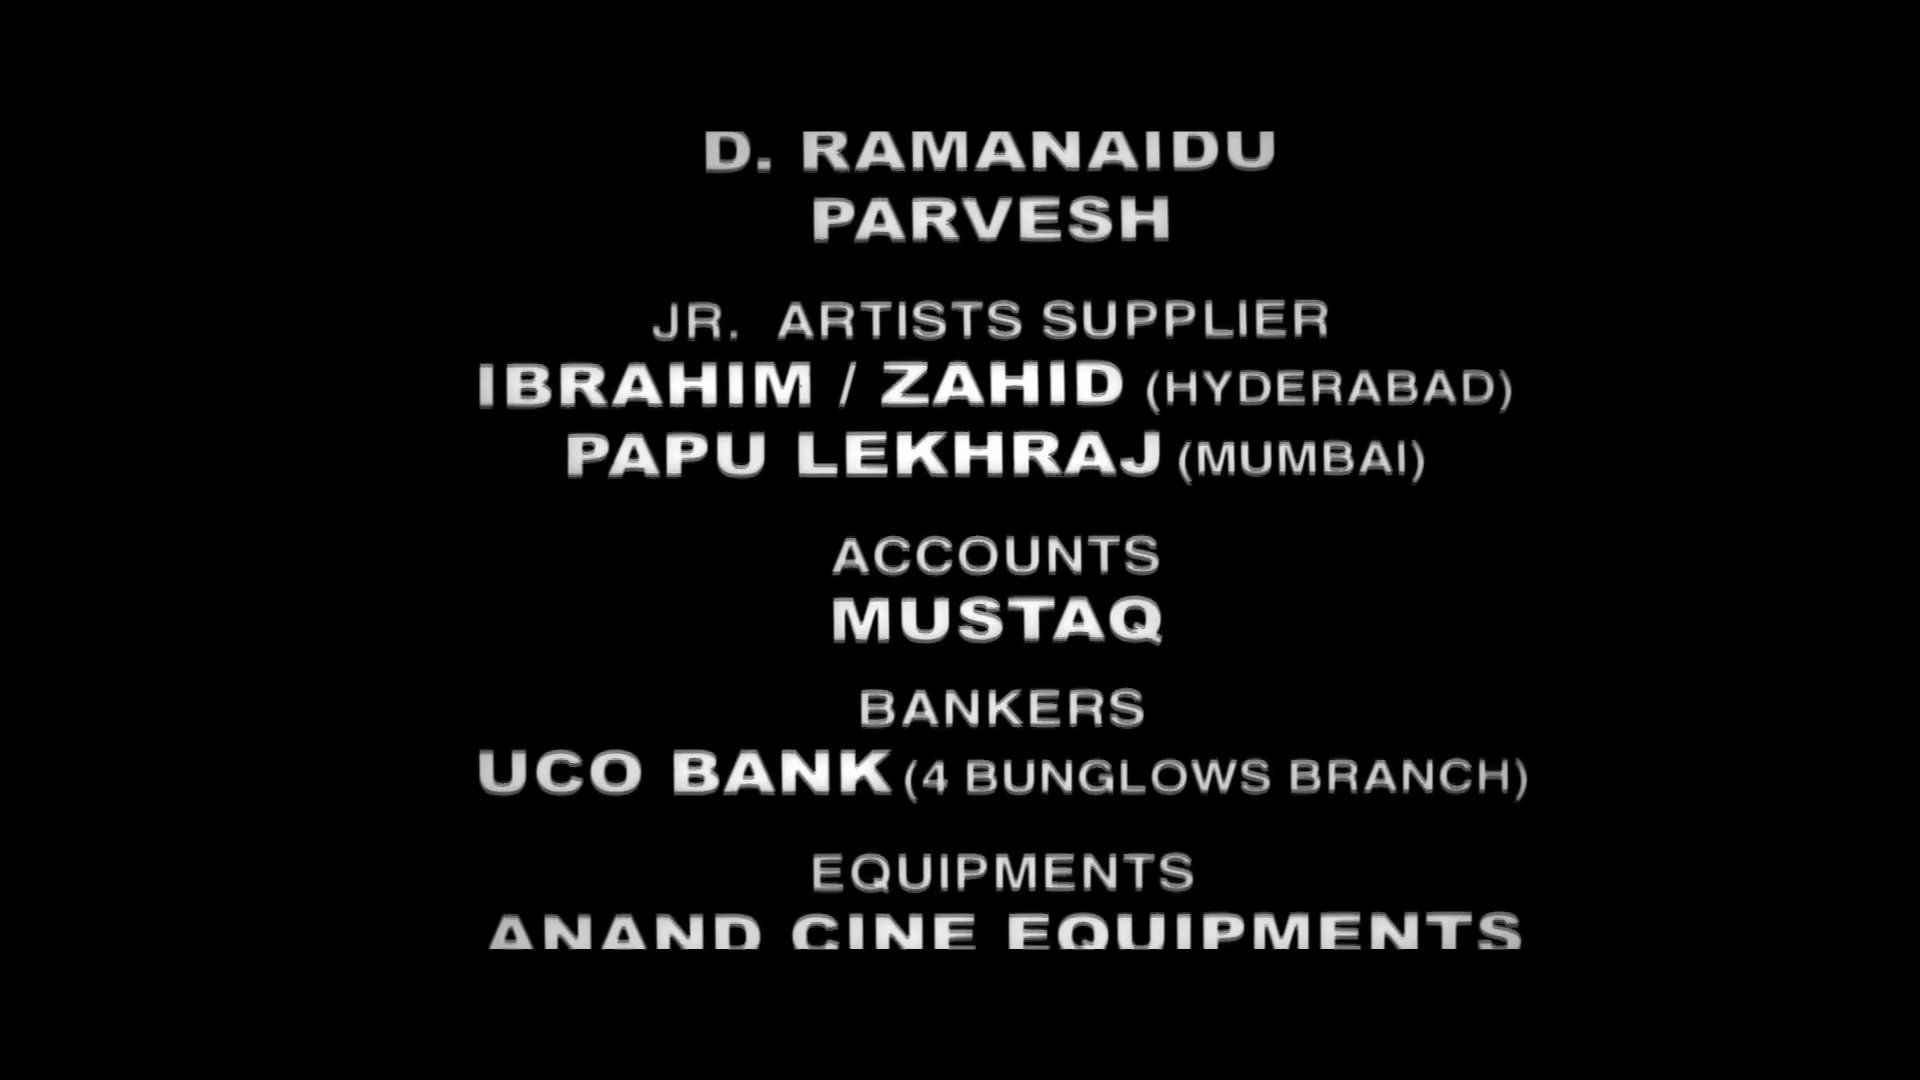 D. RAMANAIDU
PARVESH
JR. ARTISTS SUPPLIER
IBRAHIM / ZAHID (HYDERABAD)
PAPU LEKHRAJ (MUMBAI)
ACCOUNTS
MUSTAQ
BANKERS
UCO BANK (4 BUNGLOWS BRANCH)
EQUIPMENTS
ANAND CINE EQUIPMENTS